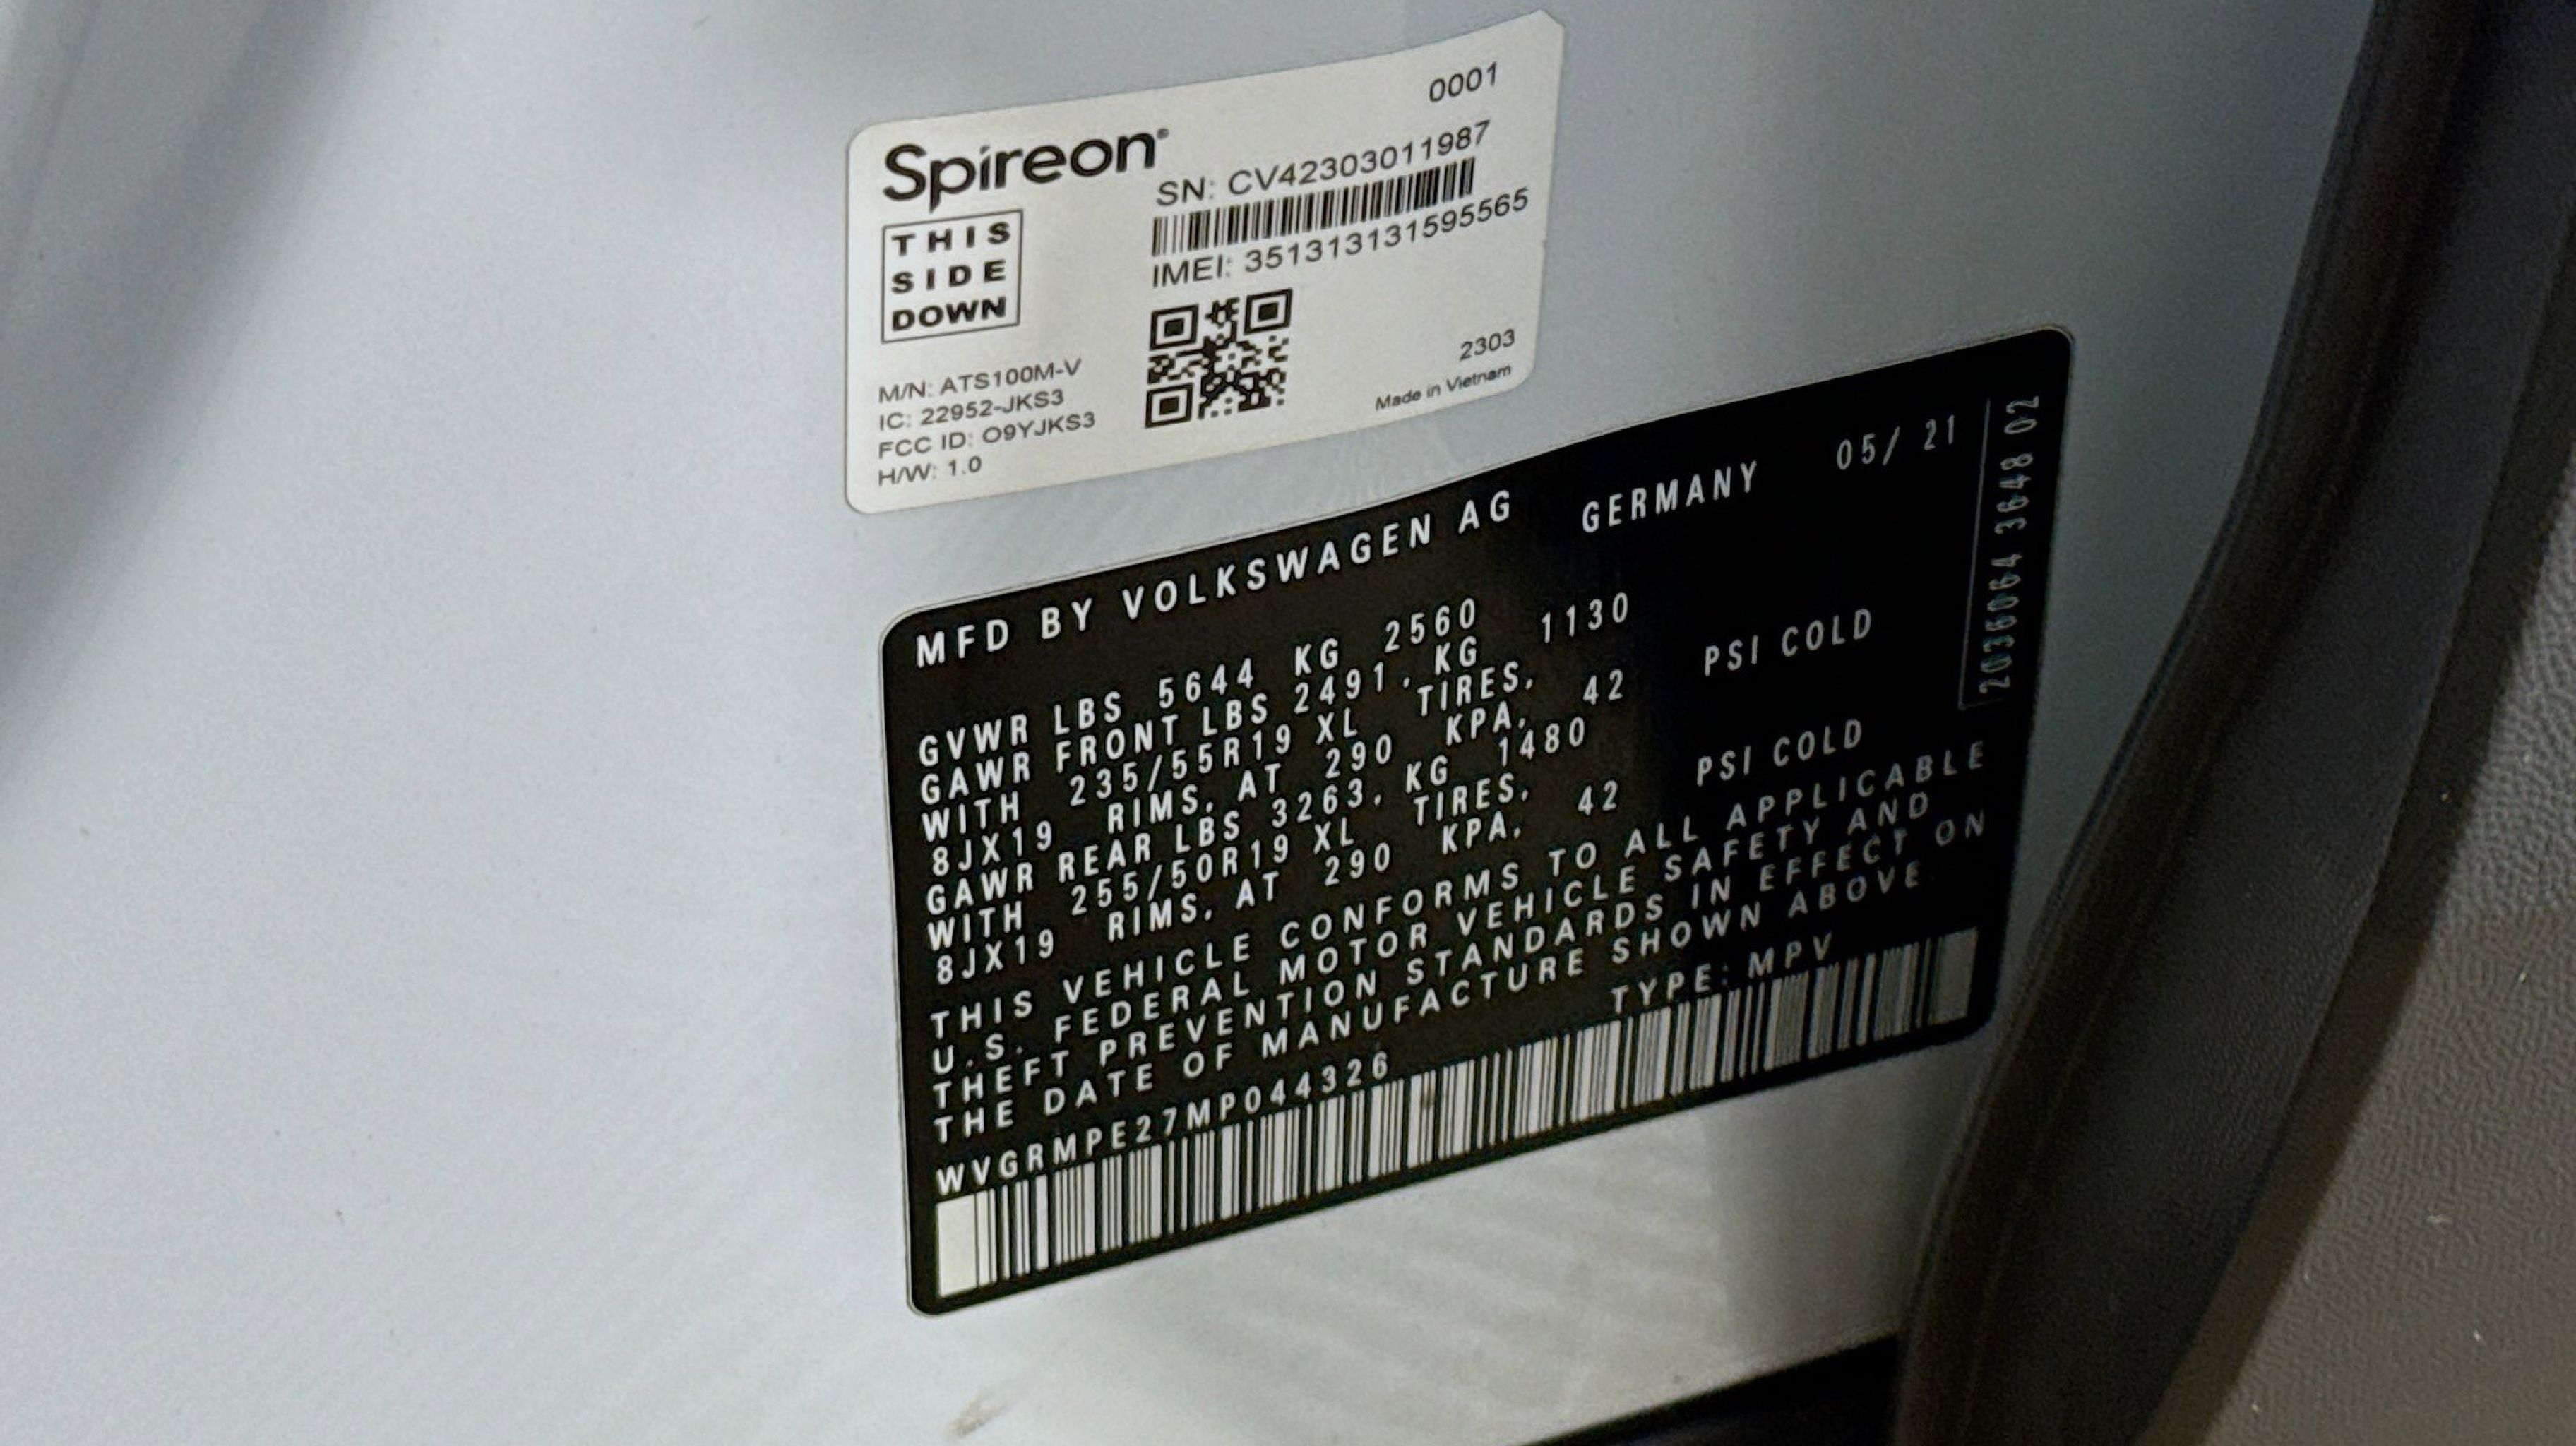 0001
Spireon®
SN: CV42303011987
IMEI: 351313131595565
THIS
SIDE
DOWN
M/N: ATS100M-V
IC: 22952-JKS3
FCC ID: O9YJKS3
H/W: 1.0
2303
Made in Vietnam
MFD BY VOLKSWAGEN AG GERMANY 05/ 21
GVWR LBS 5644 KG 2560
GAWR FRONT LBS 2491. KG 1130
WITH 235/55R19 XL TIRES.
8JX19 RIMS. AT 290 KPA. 42 PSI COLD
GAWR REAR LBS 3263. KG 1480
WITH 255/50R19 XL TIRES.
8JX19 RIMS. AT 290 KPA. 42 PSI COLD
THIS VEHICLE CONFORMS TO ALL APPLICABLE
U.S. FEDERAL MOTOR VEHICLE SAFETY AND
THEFT PREVENTION STANDARDS IN EFFECT ON
THE DATE OF MANUFACTURE SHOWN ABOVE.
WVGRMPE27MP044326 TYPE: MPV
2036064 3648 02